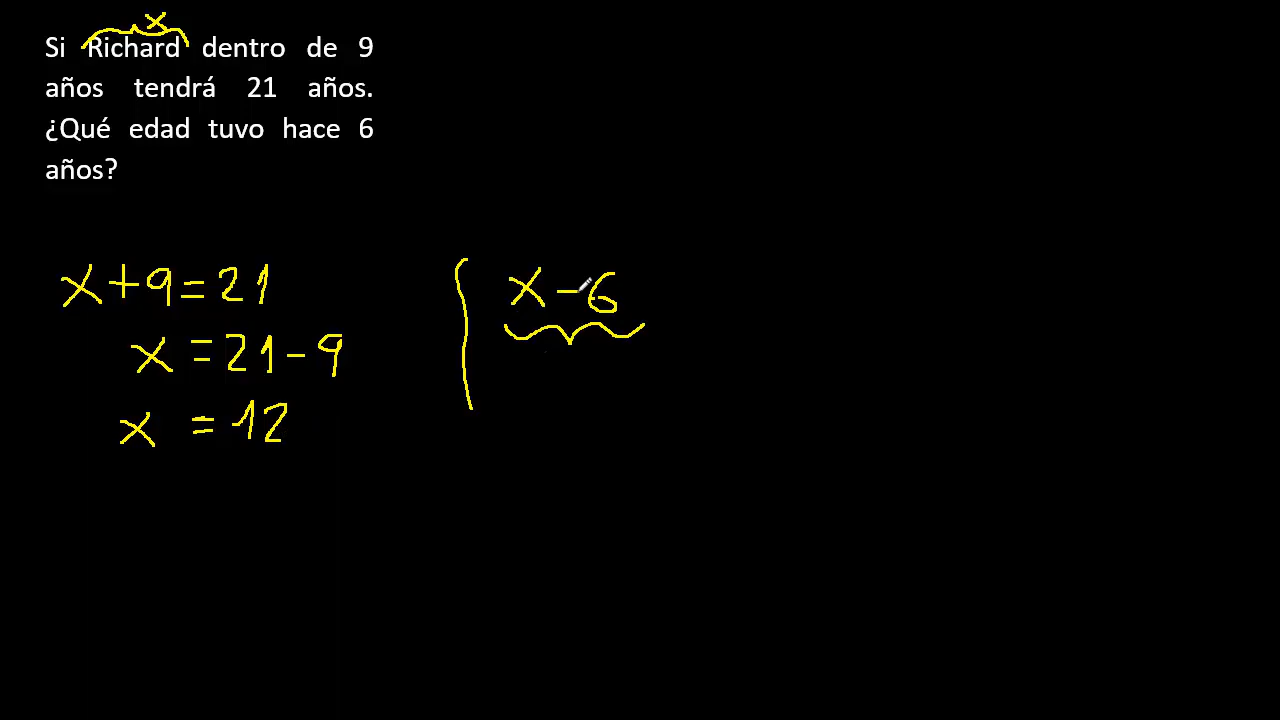 x
Si Richard dentro de 9
años tendrá 21 años.
¿Qué edad tuvo hace 6
años?
x+9=21
x-6
x=21-9
x=12